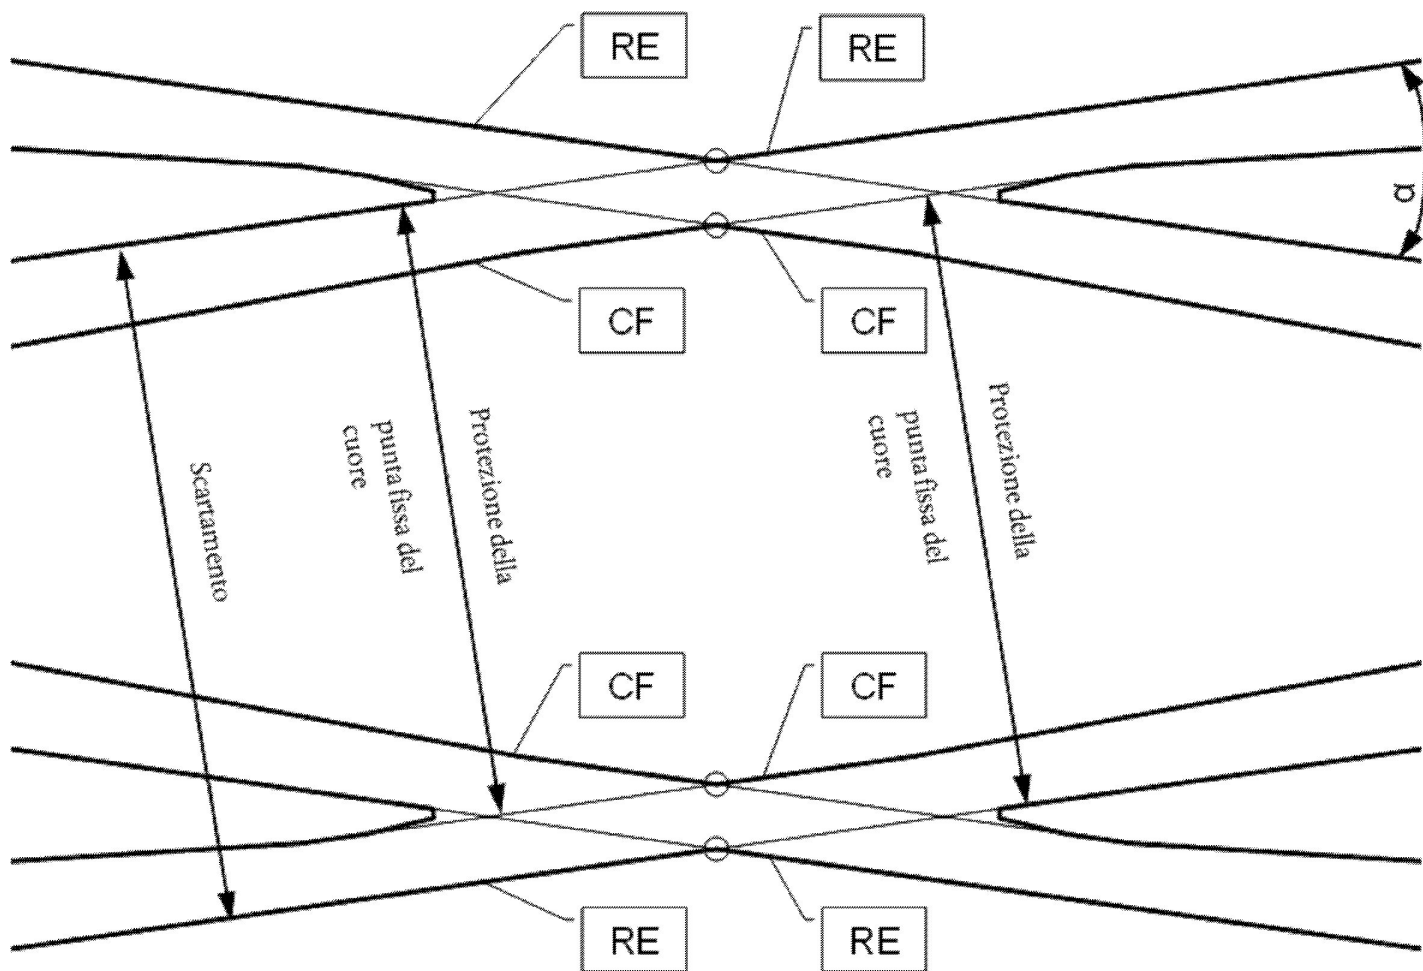 RE
RE
α
CF
CF
Scartamento
Protezione della
punta fissa del
cuore
Protezione della
punta fissa del
cuore
CF
CF
RE
RE